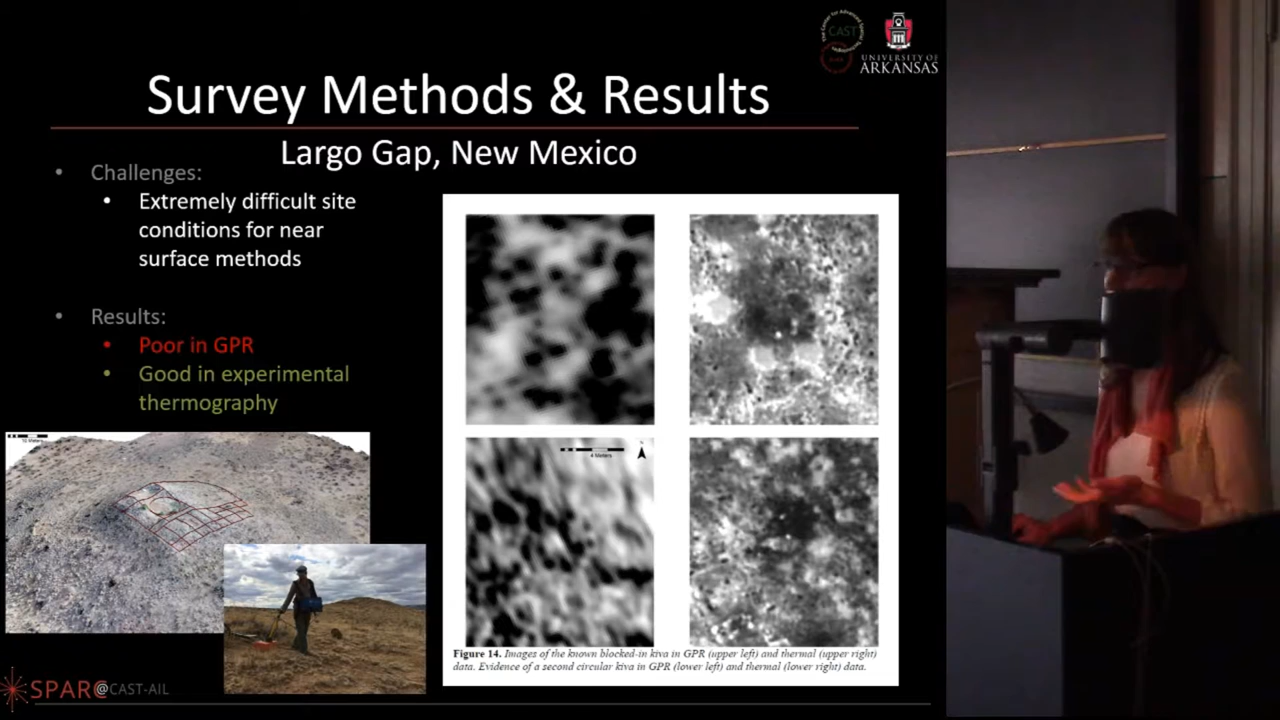 CAST
UNIVERSITY OF
ARKANSAS
Survey Methods & Results
Largo Gap, New Mexico
• Challenges:
• Extremely difficult site
conditions for near
surface methods
• Results:
• Poor in GPR
• Good in experimental
thermography
4 Meters
Figure 14. Images of the known blocked-in kiva in GPR (upper left) and thermal (upper right)
data. Evidence of a second circular kiva in GPR (lower left) and thermal (lower right) data.
SPARC@CAST-AIL